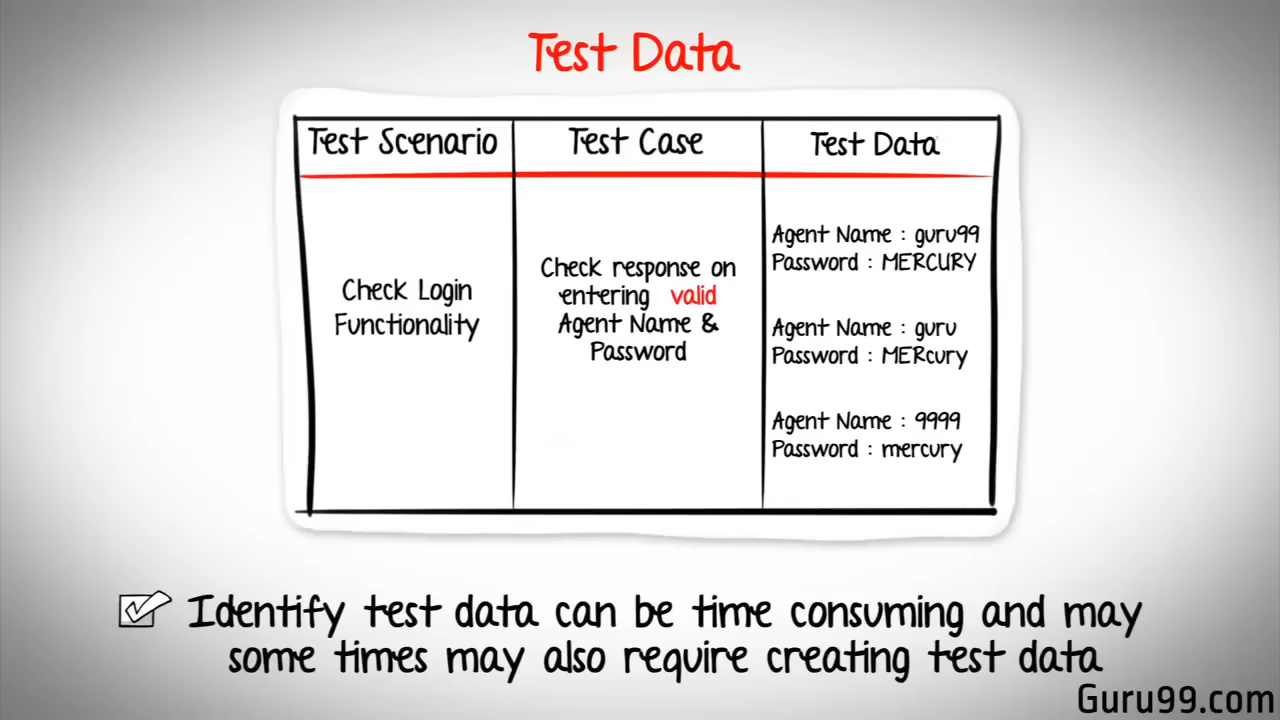 Test Data
Test Scenario
Test Case
Test Data
Check Login
Functionality
Check response on
entering valid
Agent Name &
Password
Agent Name : guru99
Password : MERCURY
Agent Name : guru
Password : MERcury
Agent Name : 9999
Password : mercury
Identify test data can be time consuming and may
some times may also require creating test data
Guru99.com